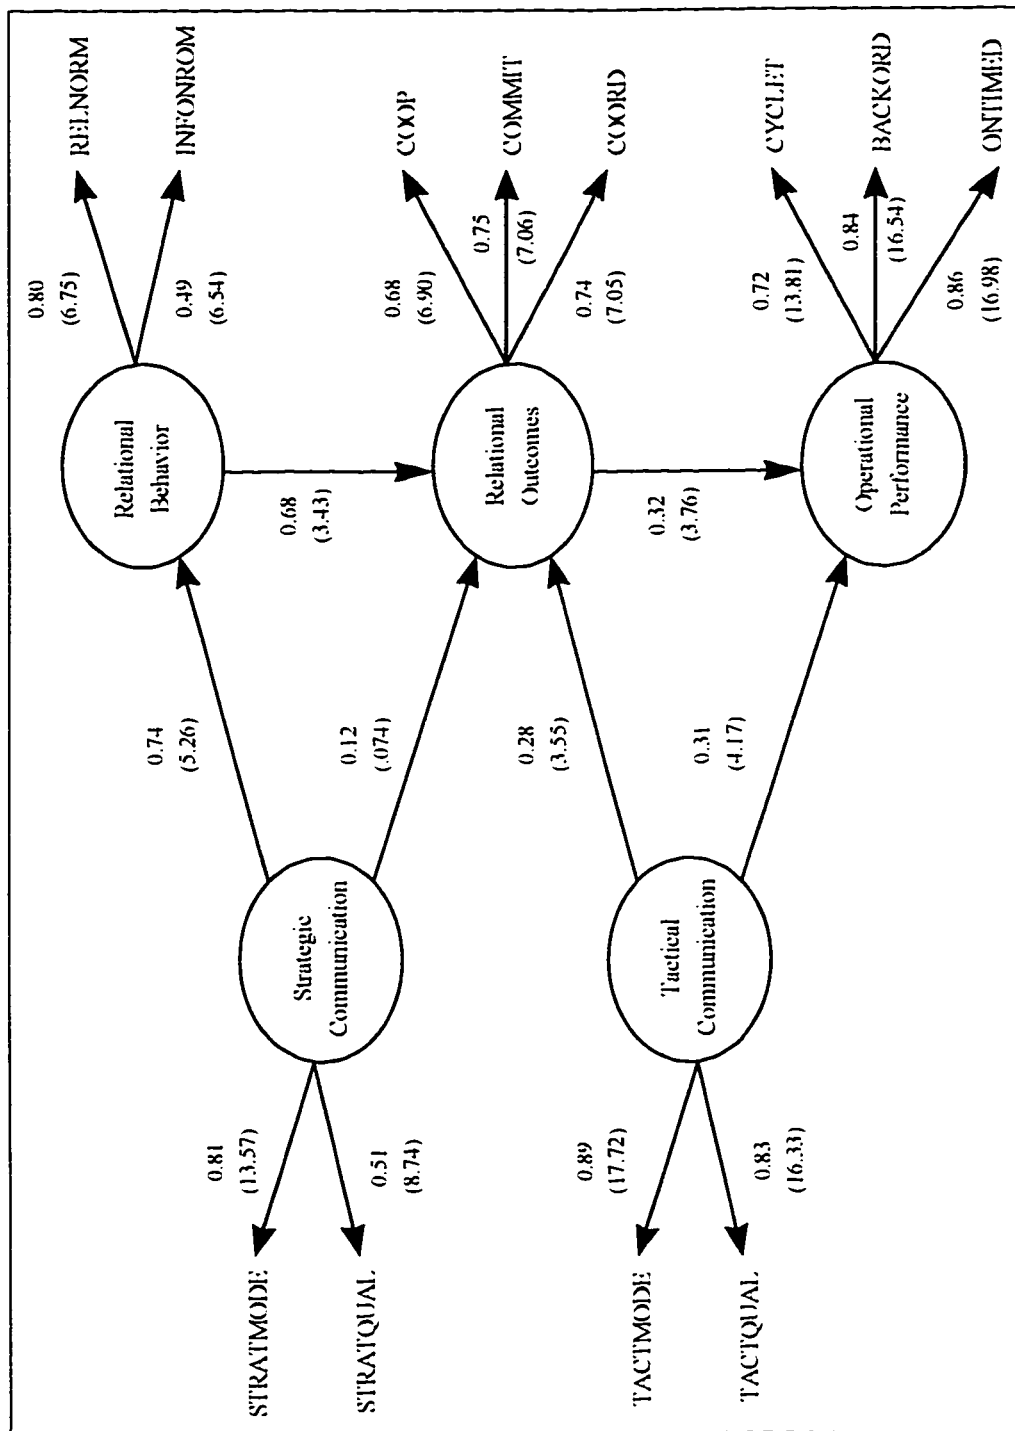 RELNORM
0.80
(6.75)
INFONROM
0.49
(6.54)
Relational
Behavior
COOP
0.68
(6.90)
COMMIT
0.75
(7.06)
COORD
0.74
(7.05)
0.68
(3.43)
Relational
Outcomes
CYCLET
0.72
(13.81)
BACKORD
0.84
(16.54)
ONTIMED
0.86
(16.98)
0.32
(3.76)
Operational
Performance
0.74
(5.26)
0.12
(.074)
0.28
(3.55)
0.31
(4.17)
Strategic
Communication
Tactical
Communication
0.81
(13.57)
0.51
(8.74)
STRATMODE
STRATQUAL
0.89
(17.72)
0.83
(16.33)
TACTMODE
TACTQUAL